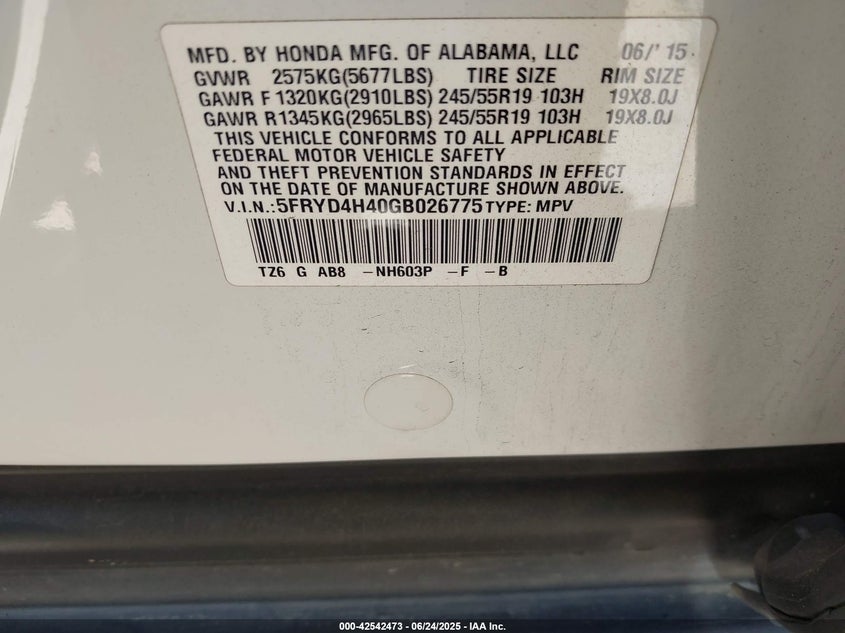 MFD. BY HONDA MFG. OF ALABAMA, LLC 06/'15
GVWR 2575KG(5677LBS) TIRE SIZE RIM SIZE
GAWR F1320KG(2910LBS) 245/55R19 103H 19X8.0J
GAWR R1345KG(2965LBS) 245/55R19 103H 19X8.0J
THIS VEHICLE CONFORMS TO ALL APPLICABLE
FEDERAL MOTOR VEHICLE SAFETY
AND THEFT PREVENTION STANDARDS IN EFFECT
ON THE DATE OF MANUFACTURE SHOWN ABOVE.
V.I.N.:5FRYD4H40GB026775 TYPE: MPV
TZ6 G AB8 -NH603P -F -B
000-42542473 - 06/24/2025 - IAA Inc.